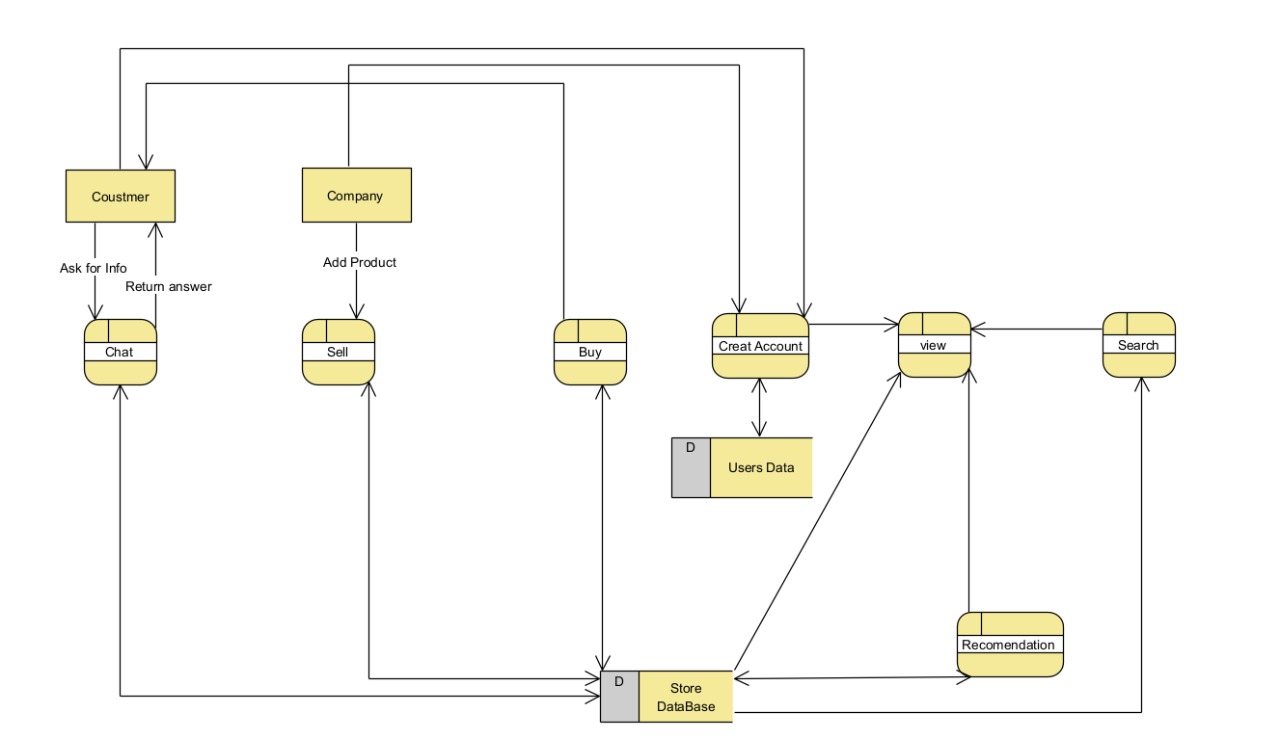 Coustmer
Company
Ask for Info
Add Product
Return answer
Chat
Sell
Buy
Creat Account
view
Search
D
Users Data
Recomendation
D
Store
DataBase